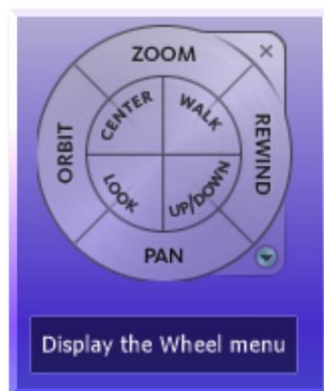 ZOOM
CENTER
WALK
ORBIT
REWIND
LOOK
UP/DOWN
PAN
Display the Wheel menu